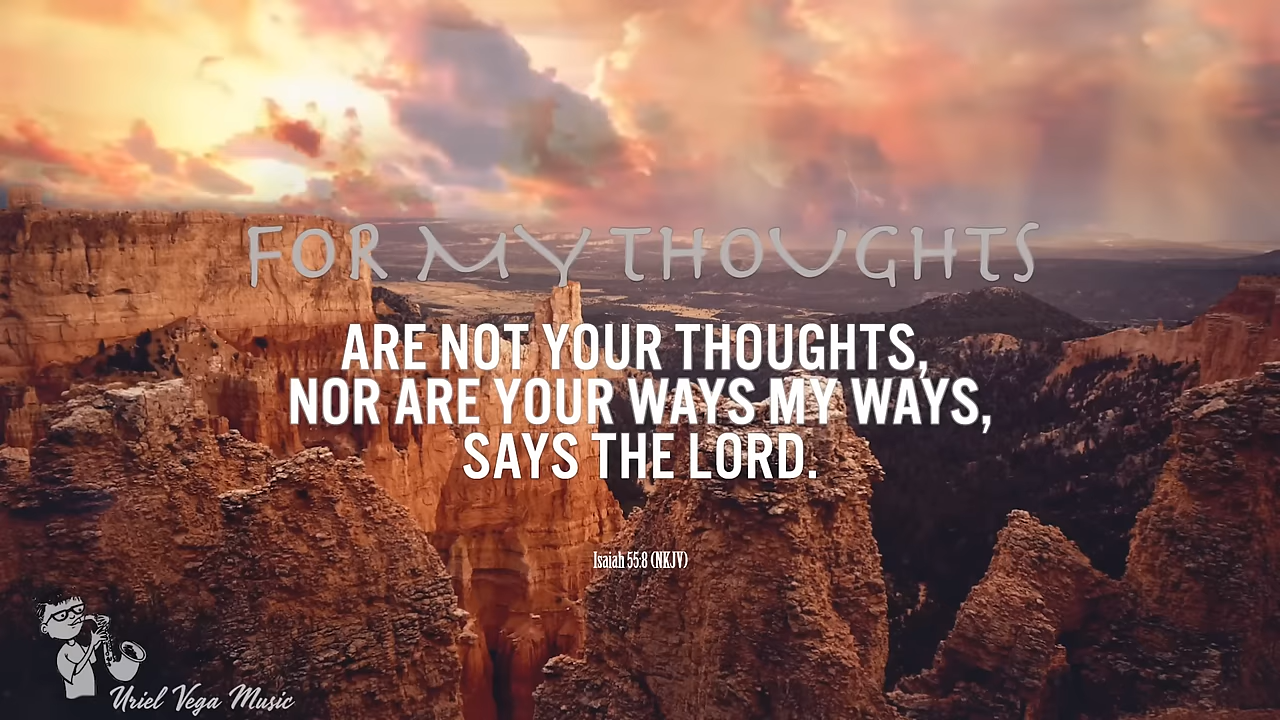 FOR MY THOUGHTS
ARE NOT YOUR THOUGHTS,
NOR ARE YOUR WAYS MY WAYS,
SAYS THE LORD.
Isaiah 55:8 (NKJV)
Uriel Vega Music